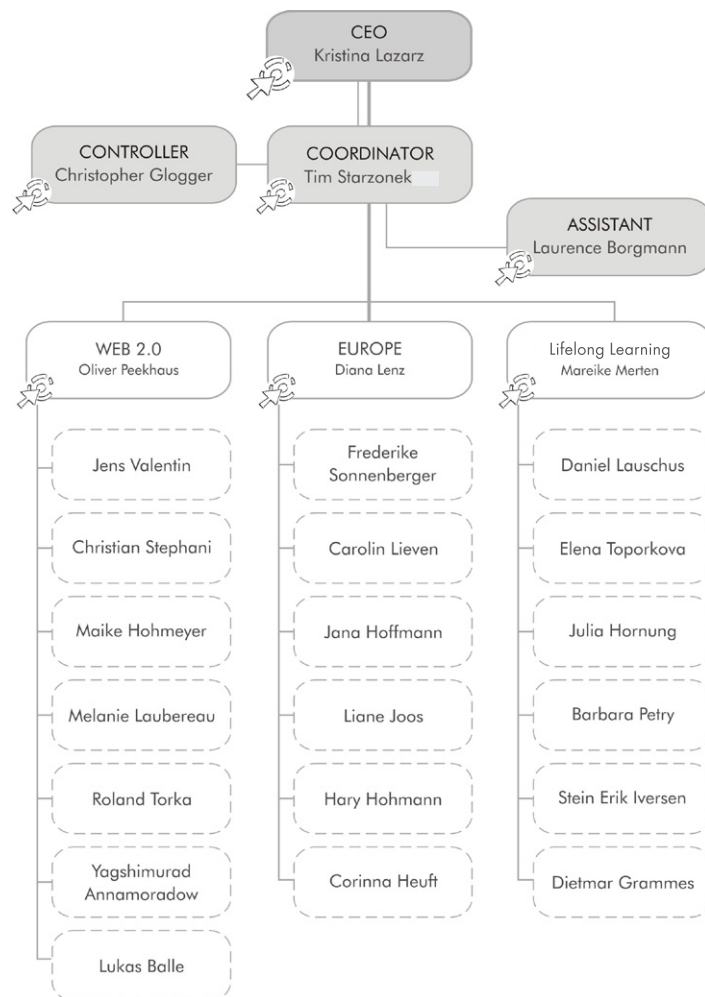 CEO
Kristina Lazarz
CONTROLLER
Christopher Glogger
COORDINATOR
Tim Starzonek
ASSISTANT
Laurence Borgmann
WEB 2.0
Oliver Peekhaus
EUROPE
Diana Lenz
Lifelong Learning
Mareike Merten
Jens Valentin
Christian Stephani
Maike Hohmeyer
Melanie Laubereau
Roland Torka
Yagshimurad
Annamoradow
Lukas Balle
Frederike
Sonnenberger
Carolin Lieven
Jana Hoffmann
Liane Joos
Hary Hohmann
Corinna Heuft
Daniel Lauschus
Elena Toporkova
Julia Hornung
Barbara Petry
Stein Erik Iversen
Dietmar Grammes